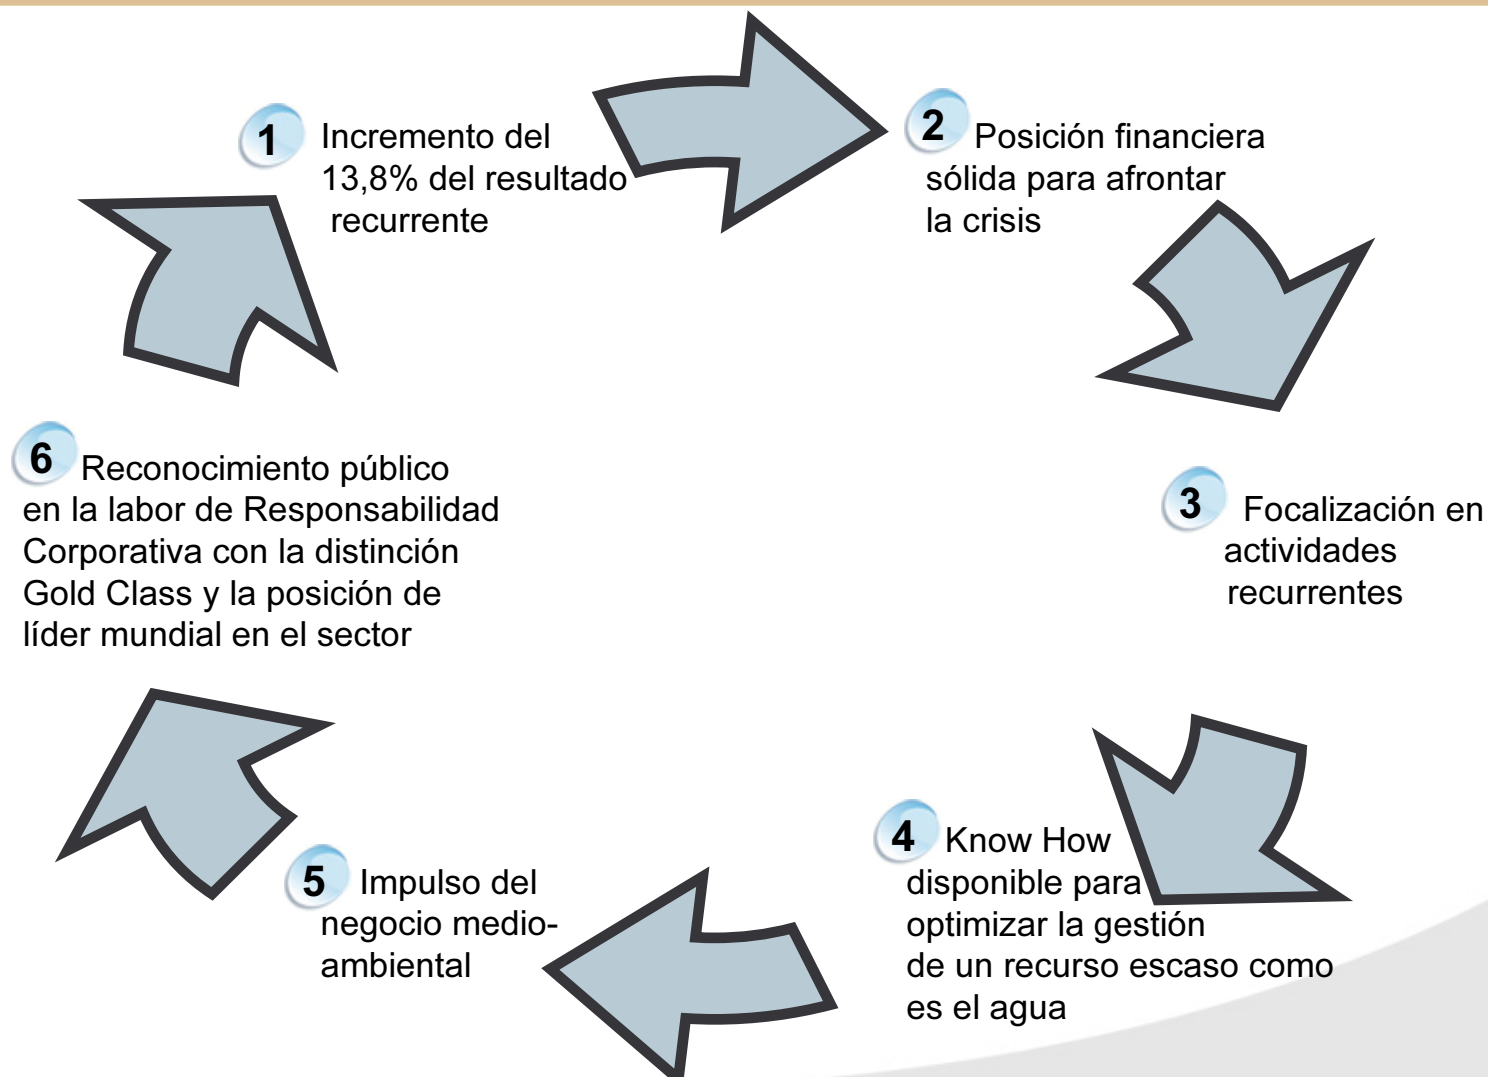 1 Incremento del
13,8% del resultado
recurrente
2 Posición financiera
sólida para afrontar
la crisis
3 Focalización en
actividades
recurrentes
4 Know How
disponible para
optimizar la gestión
de un recurso escaso como
es el agua
5 Impulso del
negocio medio-
ambiental
6 Reconocimiento público
en la labor de Responsabilidad
Corporativa con la distinción
Gold Class y la posición de
líder mundial en el sector